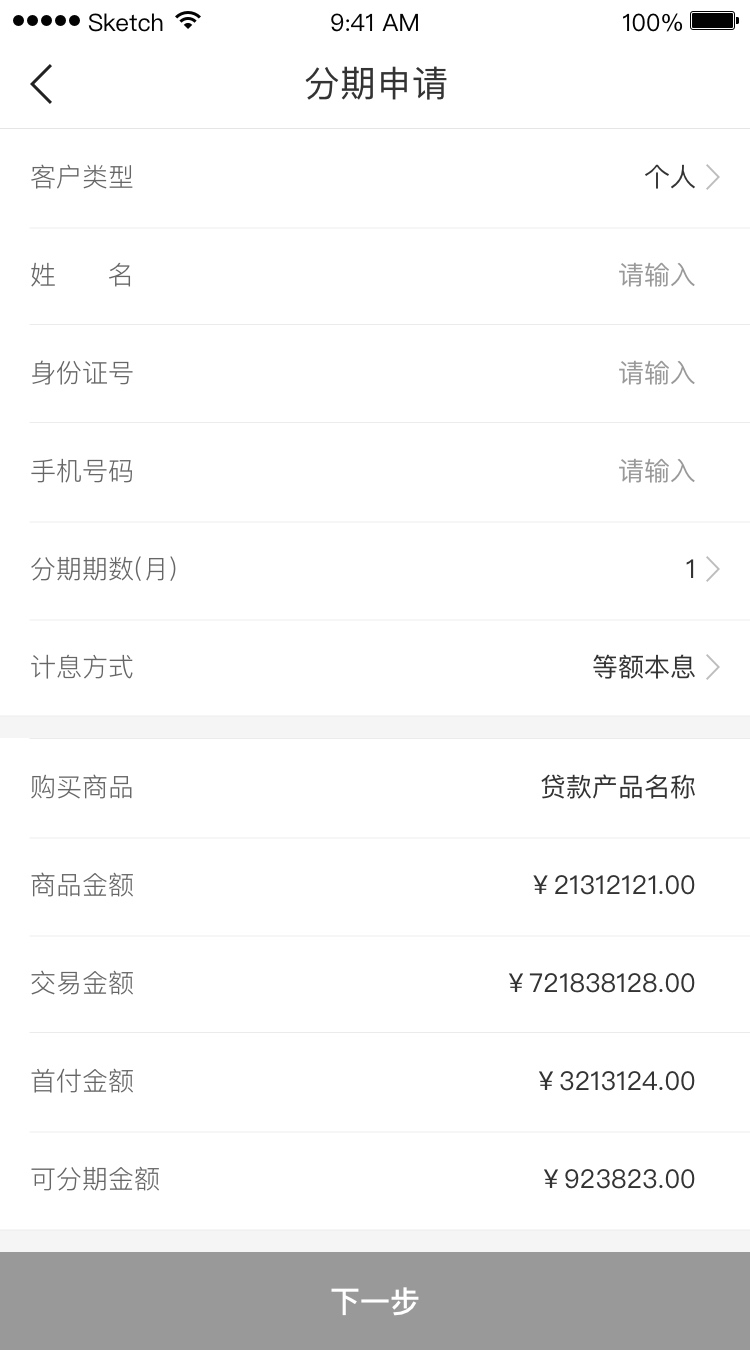 Sketch 9:41 AM 100%
分期申请
客户类型 个人
姓 名 请输入
身份证号 请输入
手机号码 请输入
分期期数(月) 1
计息方式 等额本息
购买商品 贷款产品名称
商品金额 ¥21312121.00
交易金额 ¥721838128.00
首付金额 ¥3213124.00
可分期金额 ¥923823.00
下一步